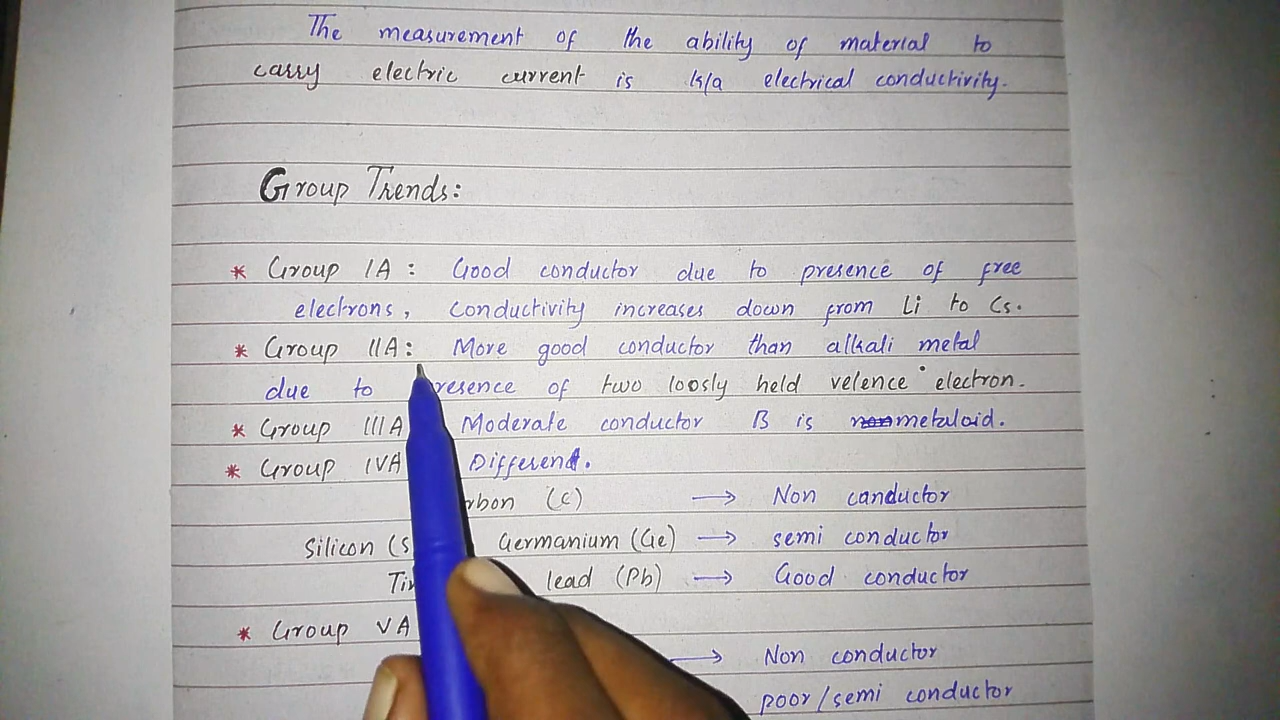 The measurement of the ability of material to
carry electric current is k/a electrical conductivity.
Group Trends:
* Group IA : Good conductor due to presence of free
electrons, Conductivity increases down from Li to Cs.
* Group IIA: More good conductor than alkali metal
due to resence of two loosly held velence electron.
* Group IIIA Moderate conductor B is metaloid.
* Group IVA Different.
rbon (C) → Non canductor
Silicon (S Germanium (Ge) → semi conductor
Ti lead (Pb) → Good conductor
* Group VA
→ Non conductor
poor/semi conductor